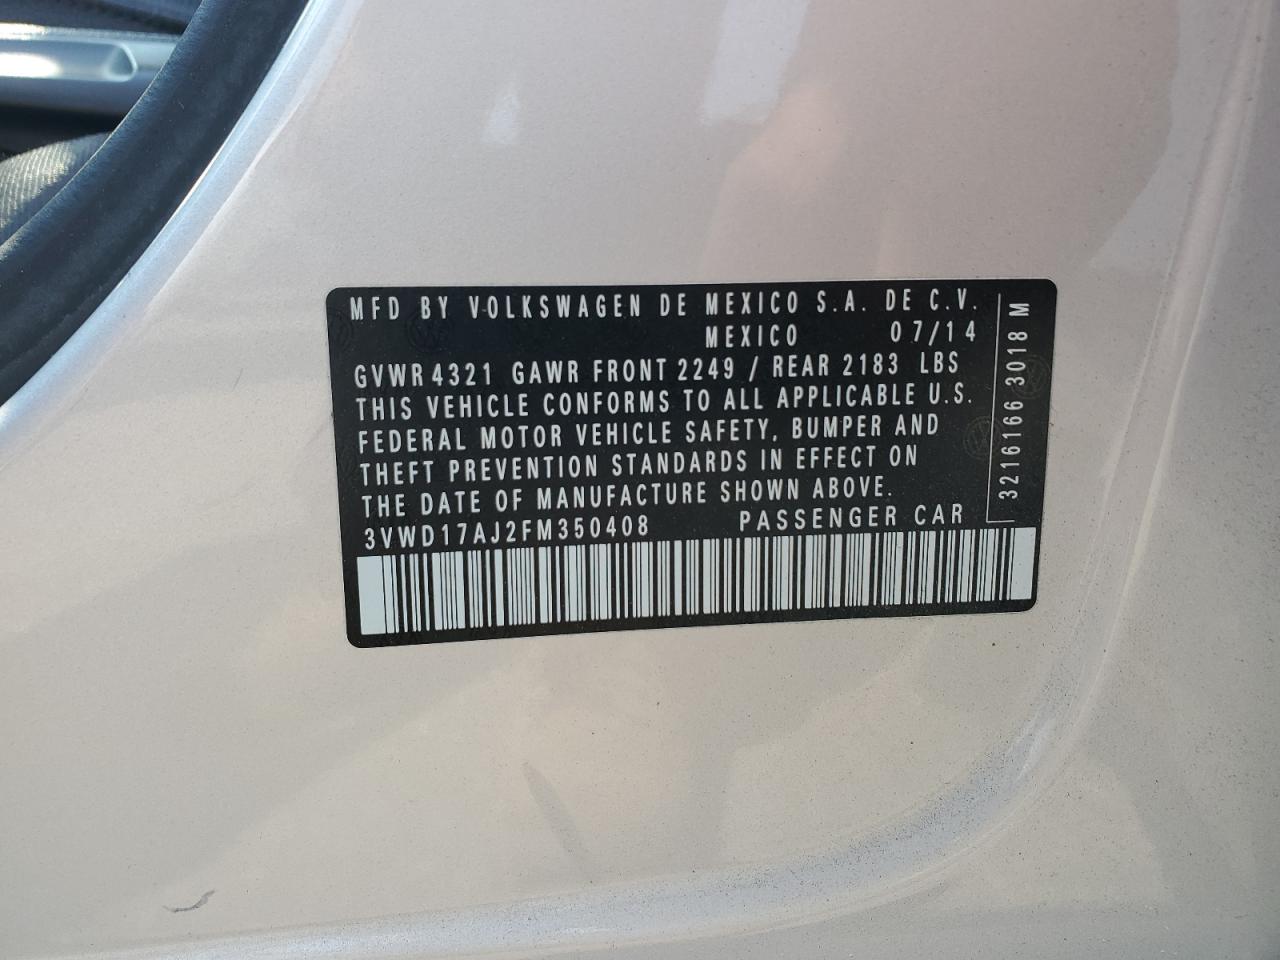 MFD BY VOLKSWAGEN DE MEXICO S.A. DE C.V.
MEXICO 07/14
GVWR 4321 GAWR FRONT 2249 / REAR 2183 LBS
THIS VEHICLE CONFORMS TO ALL APPLICABLE U.S.
FEDERAL MOTOR VEHICLE SAFETY, BUMPER AND
THEFT PREVENTION STANDARDS IN EFFECT ON
THE DATE OF MANUFACTURE SHOWN ABOVE.
3VWD17AJ2FM350408 PASSENGER CAR
3216166 3018 M